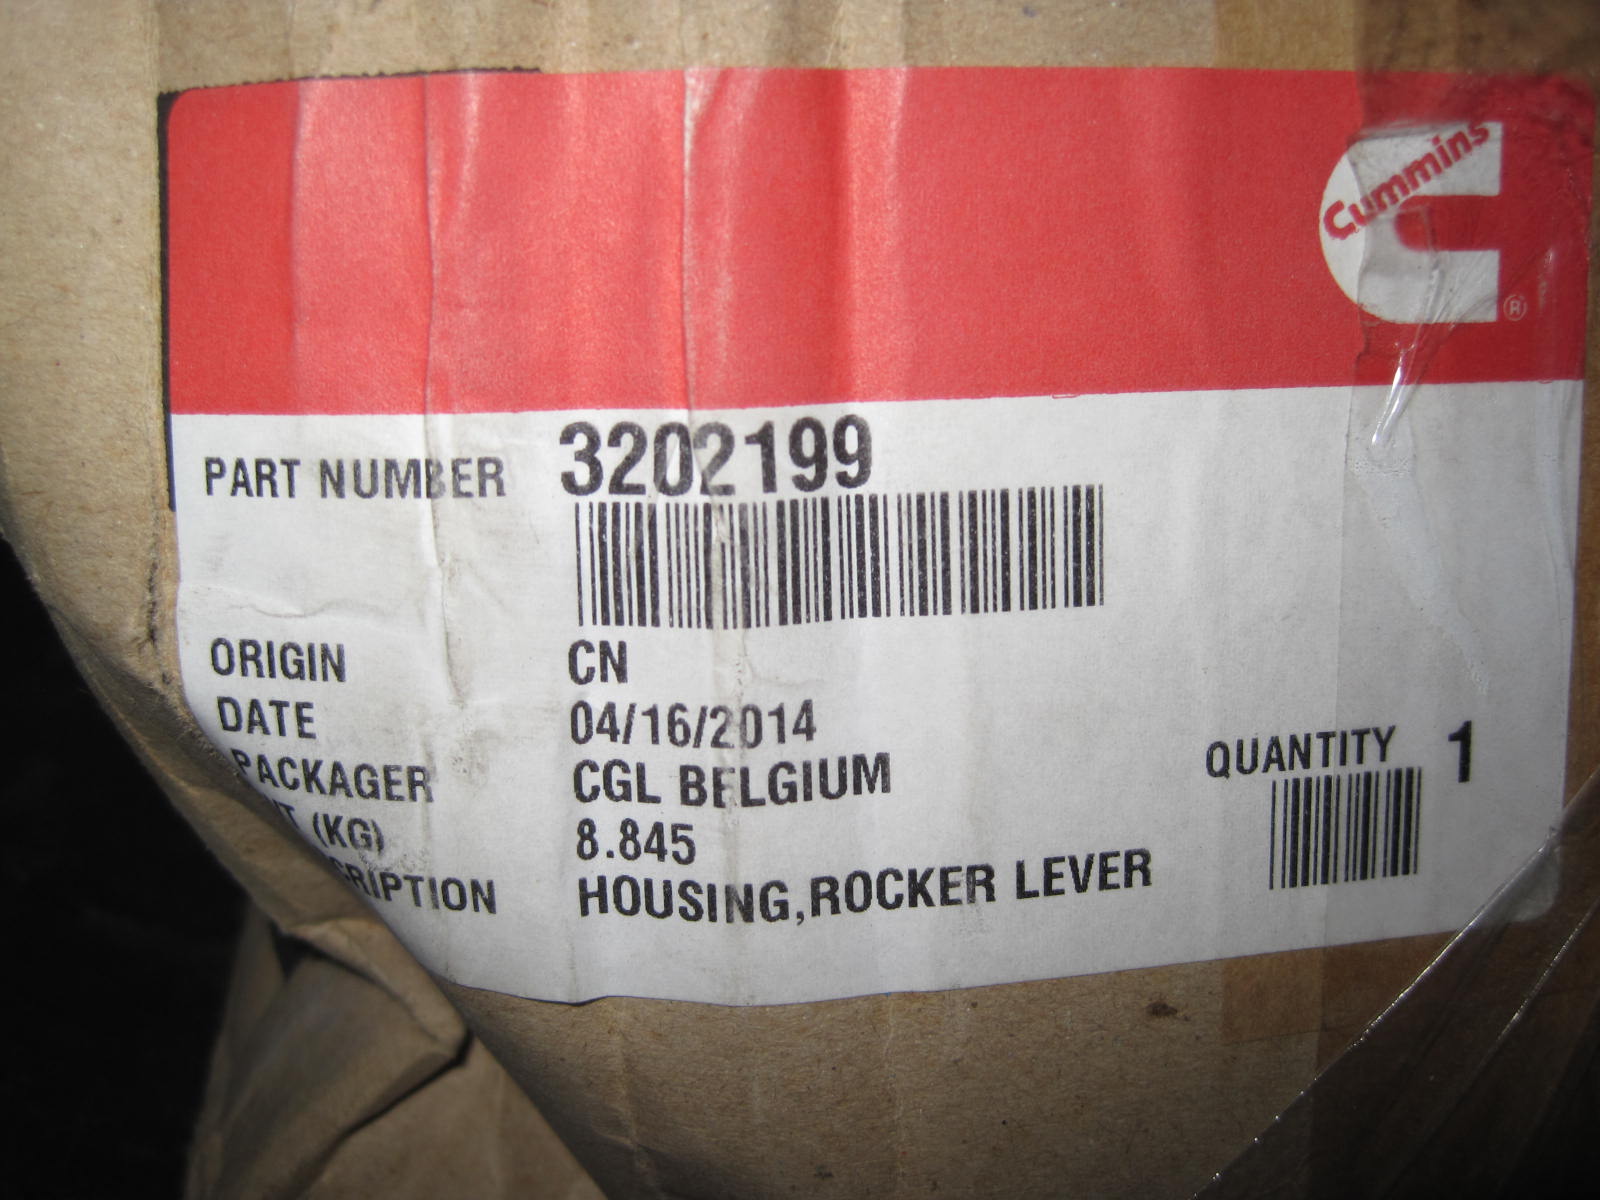 Cummins
®
PART NUMBER 3202199
ORIGIN CN
DATE 04/16/2014
PACKAGER CGL BELGIUM
(KG) 8.845
CRIPTION HOUSING,ROCKER LEVER
QUANTITY 1